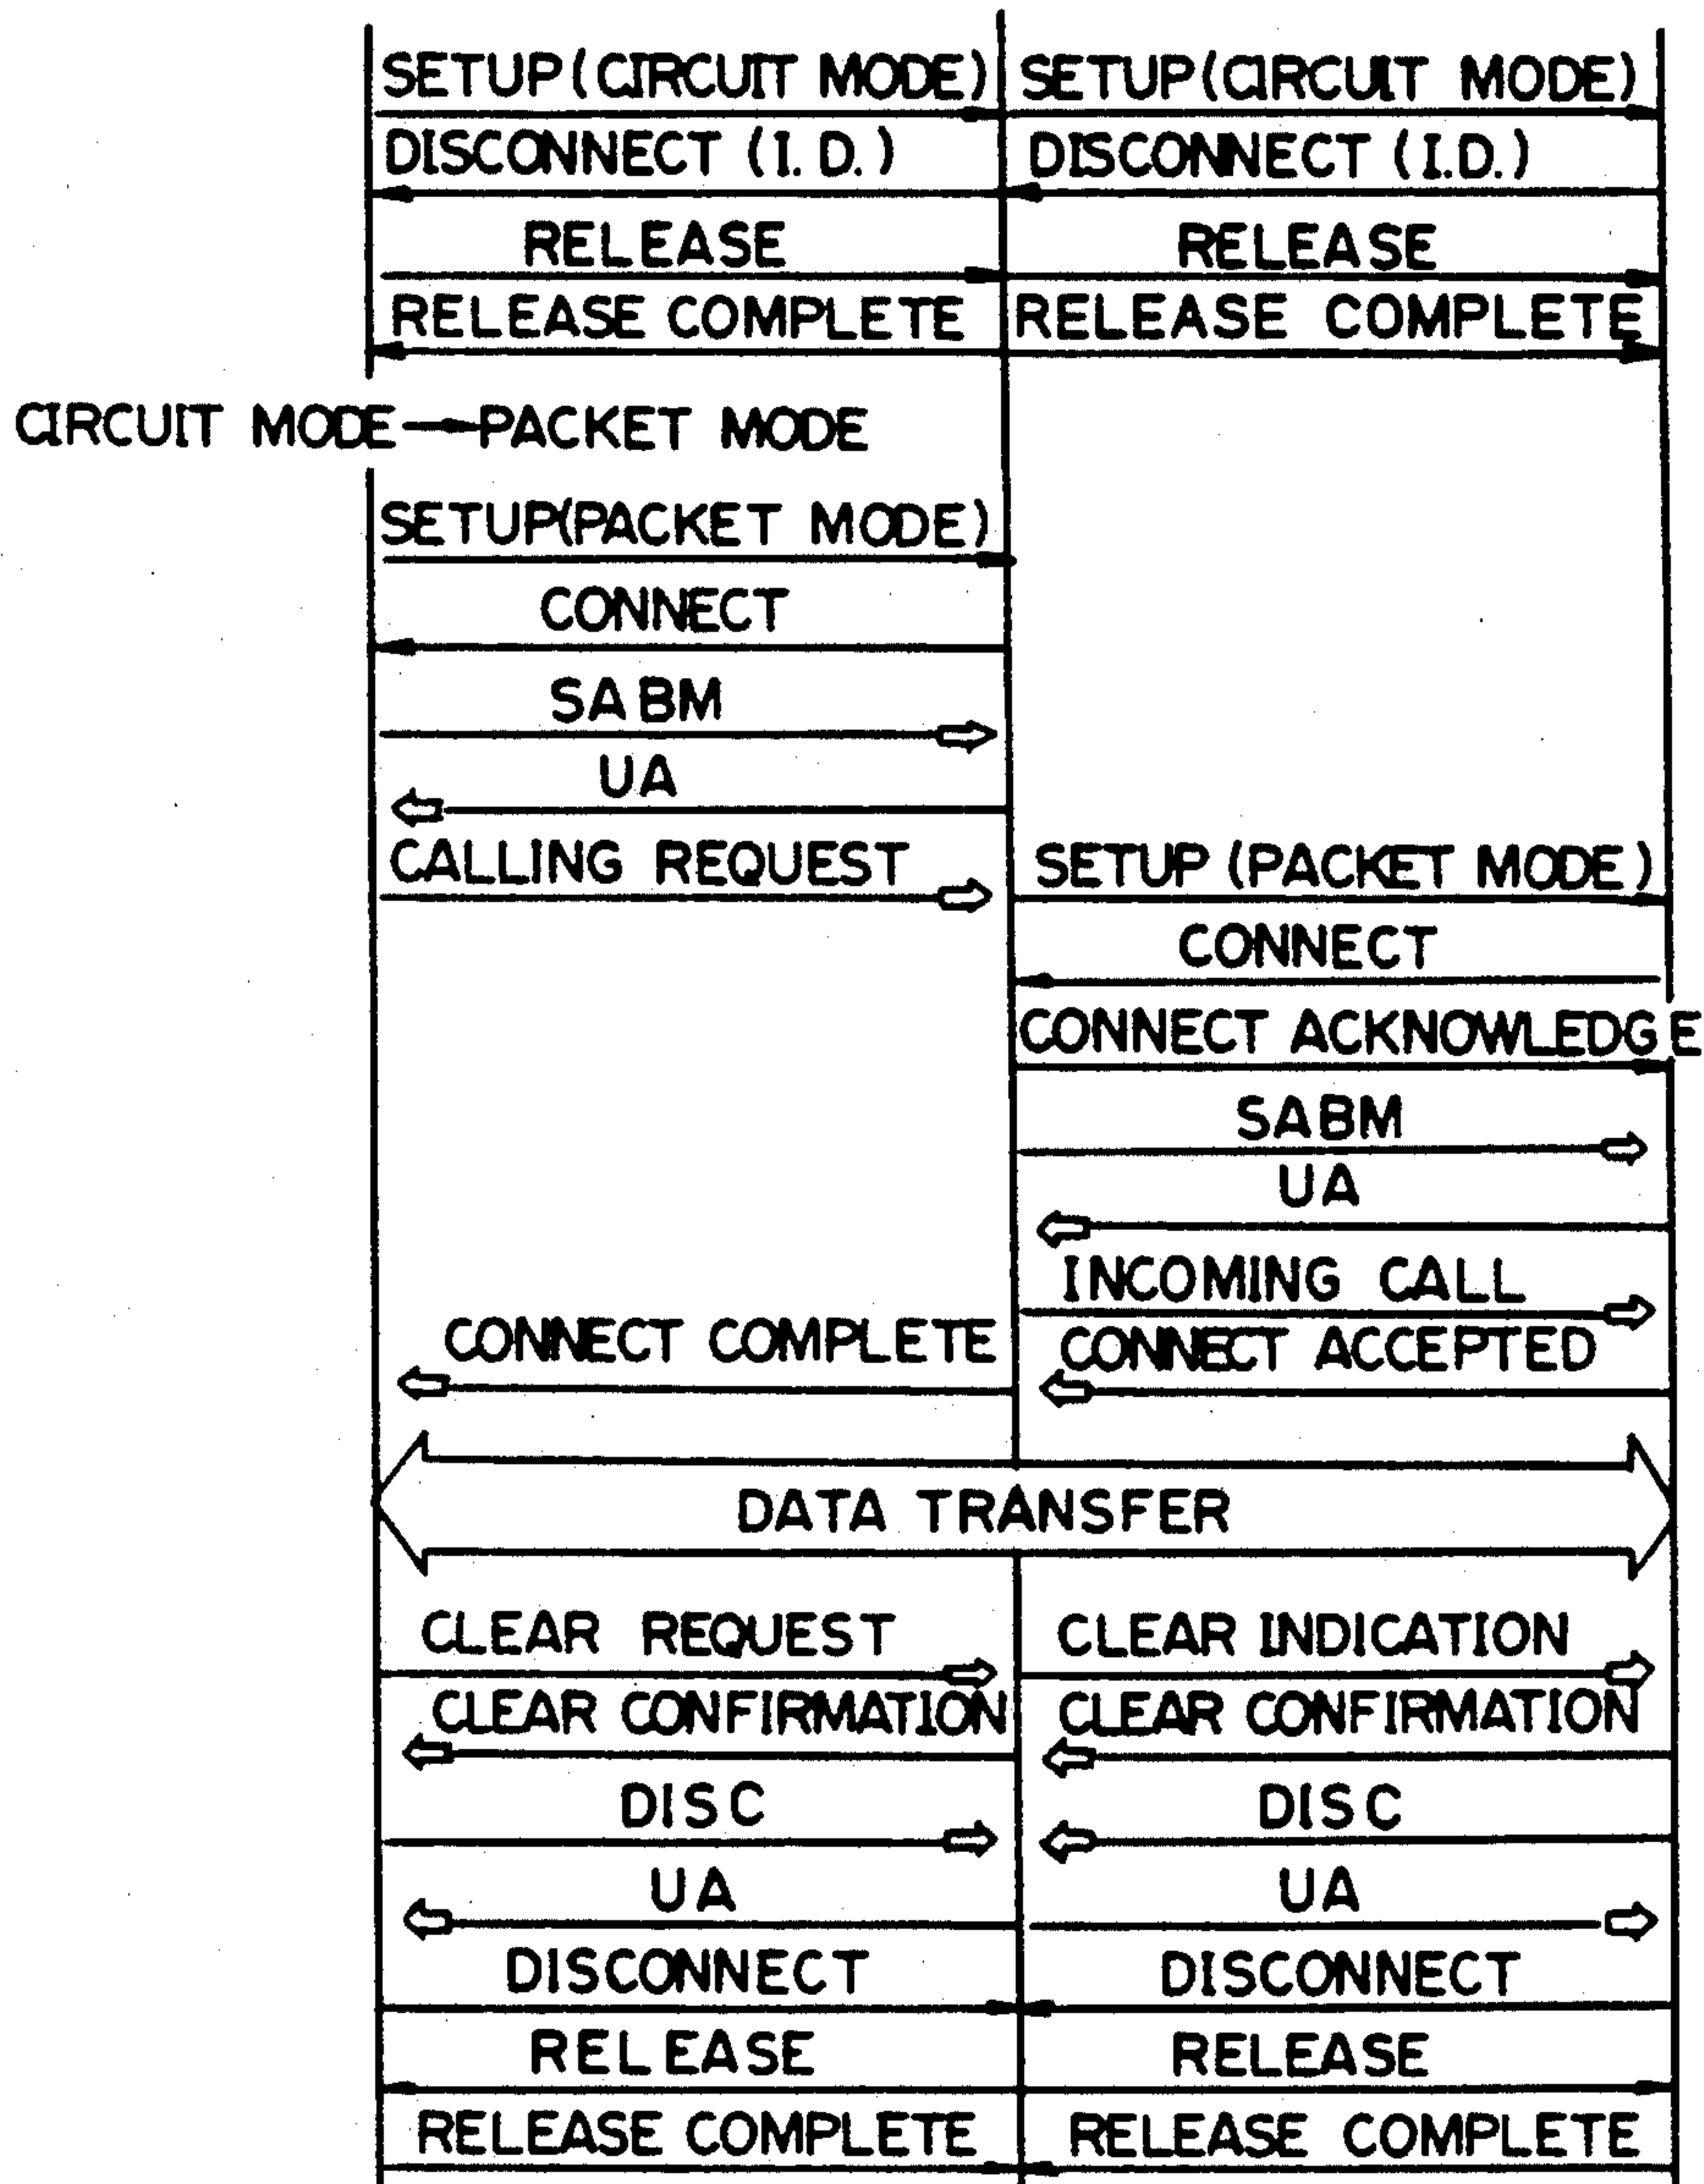 SETUP(CIRCUIT MODE) SETUP(CIRCUIT MODE)
DISCONNECT (I.D.) DISCONNECT (I.D.)
RELEASE RELEASE
RELEASE COMPLETE RELEASE COMPLETE
CIRCUIT MODE→PACKET MODE
SETUP(PACKET MODE)
CONNECT
SABM
UA
CALLING REQUEST SETUP (PACKET MODE)
CONNECT
CONNECT ACKNOWLEDGE
SABM
UA
INCOMING CALL
CONNECT COMPLETE CONNECT ACCEPTED
DATA TRANSFER
CLEAR REQUEST CLEAR INDICATION
CLEAR CONFIRMATION CLEAR CONFIRMATION
DISC DISC
UA UA
DISCONNECT DISCONNECT
RELEASE RELEASE
RELEASE COMPLETE RELEASE COMPLETE